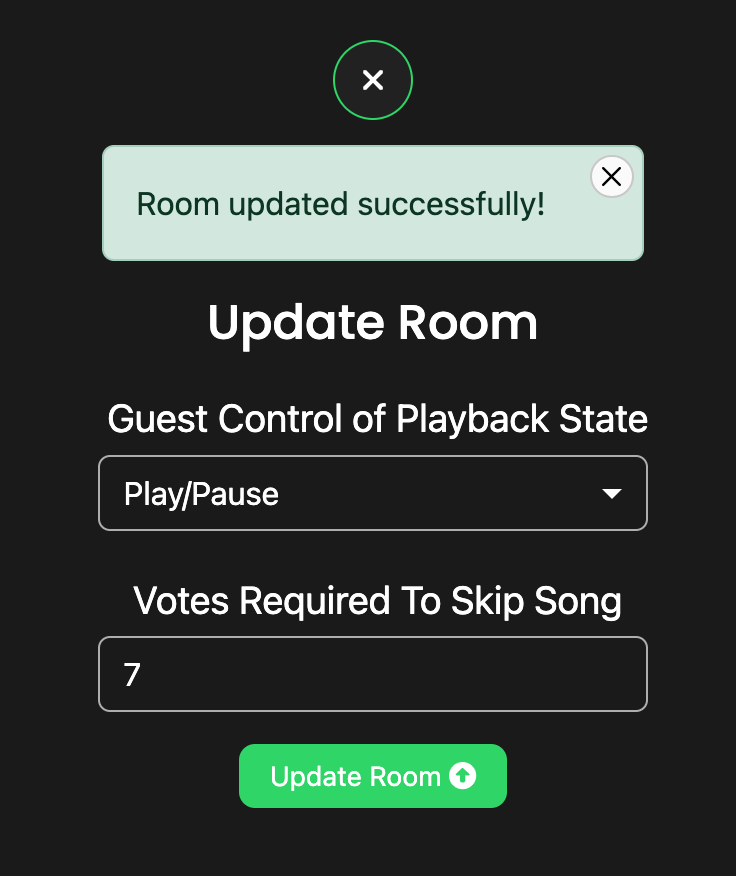 Room updated successfully!
Update Room
Guest Control of Playback State
Play/Pause
Votes Required To Skip Song
7
Update Room